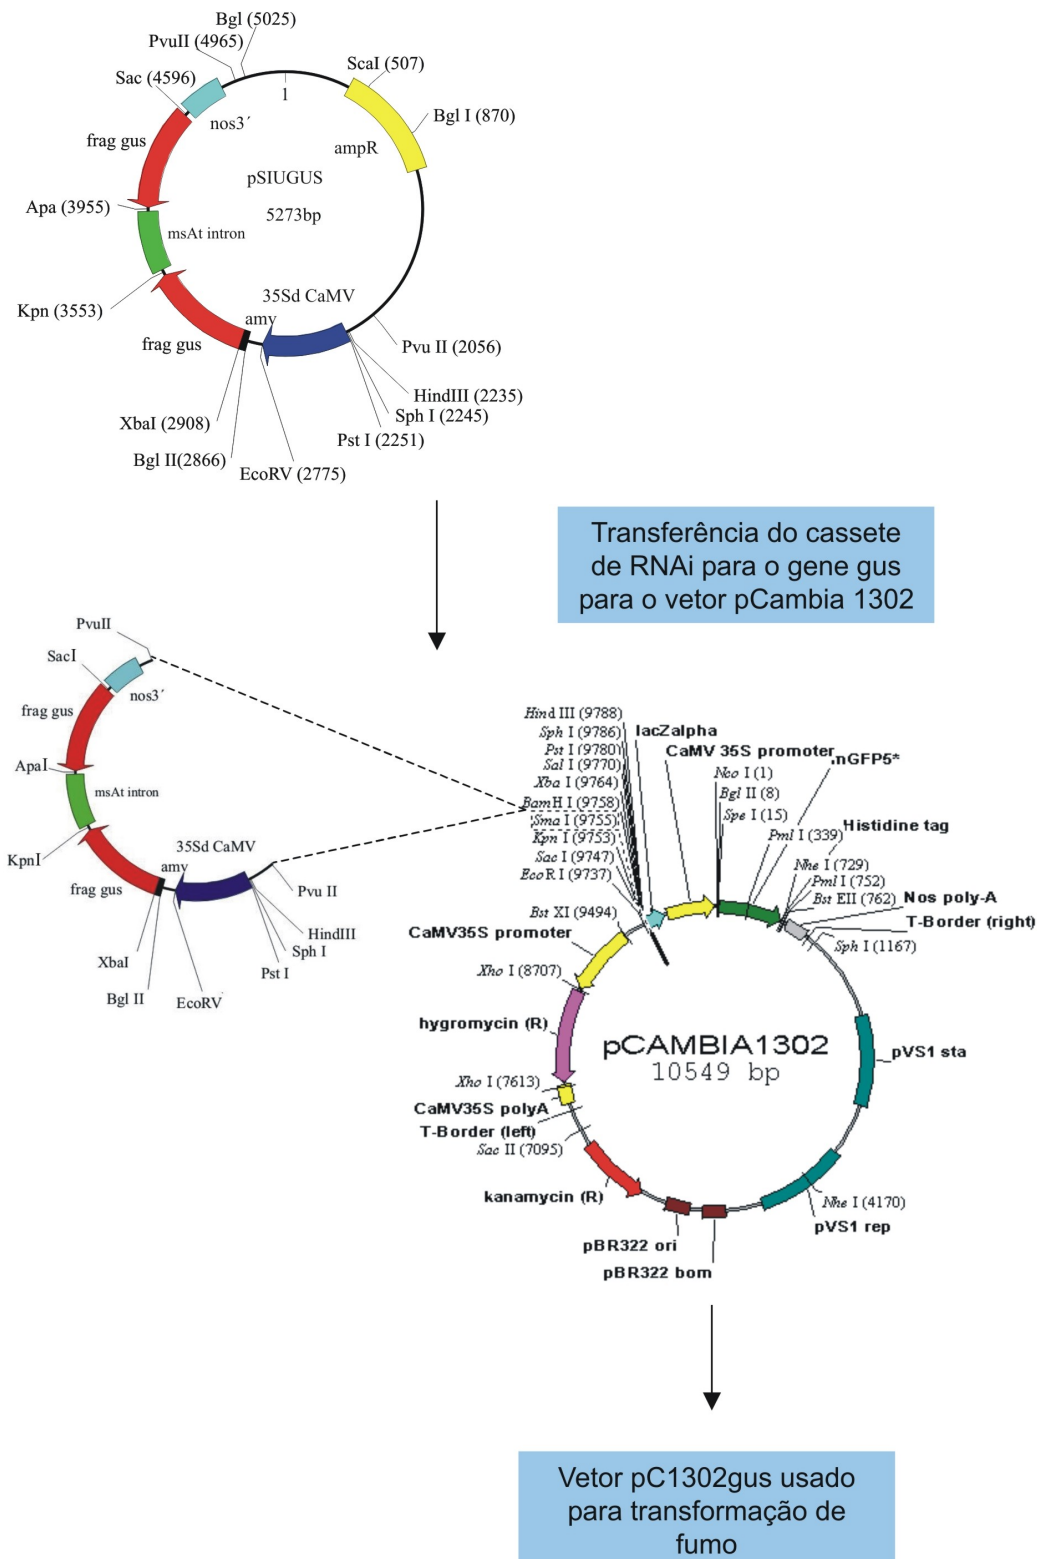 Bgl (5025)
PvuII (4965)
ScaI (507)
Sac (4596)
1
Bgl I (870)
nos3´
frag gus
ampR
pSIUGUS
Apa (3955)
5273bp
msAt intron
35Sd CaMV
Kpn (3553)
amv
frag gus
Pvu II (2056)
HindIII (2235)
Sph I (2245)
XbaI (2908)
Pst I (2251)
Bgl II(2866)
EcoRV (2775)
Transferência do cassete
de RNAi para o gene gus
para o vetor pCambia 1302
PvuII
SacI
nos3´
frag gus
ApaI
msAt intron
35Sd CaMV
KpnI
amv
frag gus
Pvu II
HindIII
Sph I
XbaI
Pst I
Bgl II
EcoRV
Hind III (9788)
Sph I (9786)
Pst I (9780)
Sal I (9770)
Xba I (9764)
BamH I (9758)
Sma I (9755)
Kpn I (9753)
Sac I (9747)
EcoR I (9737)
Bst XI (9494)
lacZalpha
CaMV 35S promoter
mGFP5*
Nco I (1)
Bgl II (8)
Spe I (15)
Pml I (339)
Histidine tag
Nhe I (729)
Pml I (752)
Bst EII (762)
Nos poly-A
T-Border (right)
Sph I (1167)
CaMV35S promoter
Xho I (8707)
hygromycin (R)
pCAMBIA1302
10549 bp
pVS1 sta
Xho I (7613)
CaMV35S polyA
T-Border (left)
Sac II (7095)
kanamycin (R)
Nhe I (4170)
pVS1 rep
pBR322 ori
pBR322 bom
Vetor pC1302gus usado
para transformação de
fumo